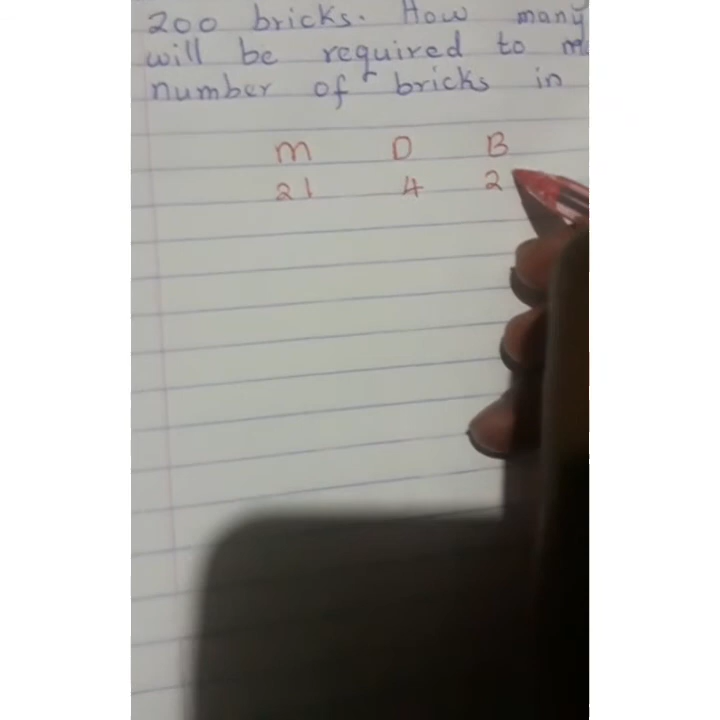 200 bricks. How many
will be required to
number of bricks in
M D B
21 4 2